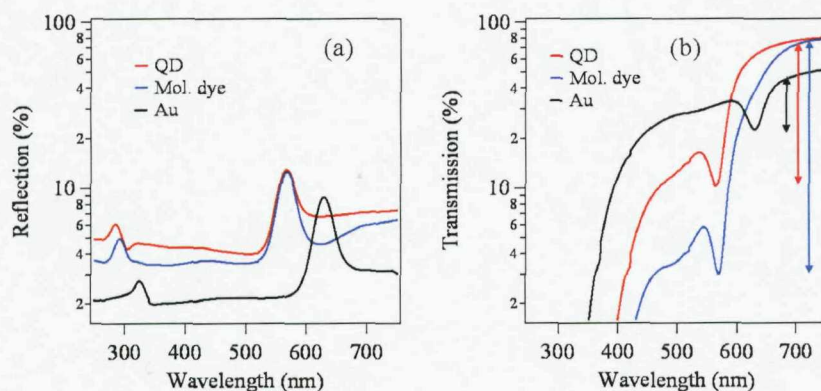 (a)
QD
Mol. dye
Au
Reflection (%)
100
8
6
4
2
10
8
6
4
2
300
400
500
600
700
Wavelength (nm)
(b)
QD
Mol. dye
Au
Transmission (%)
100
8
6
4
2
10
8
6
4
2
300
400
500
600
700
Wavelength (nm)